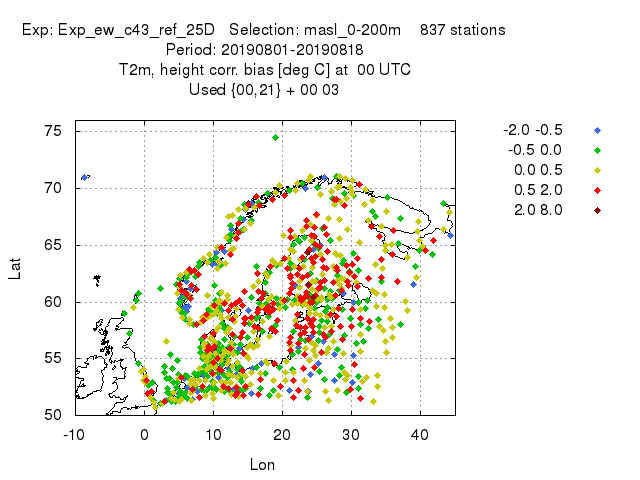 Exp: Exp_ew_c43_ref_25D   Selection: masl_0-200m    837 stations
Period: 20190801-20190818
T2m, height corr. bias [deg C] at  00 UTC
Used {00,21} + 00 03
75
70
65
60
55
50
Lat
-10 0 10 20 30 40
Lon
-2.0 -0.5
-0.5 0.0
0.0 0.5
0.5 2.0
2.0 8.0